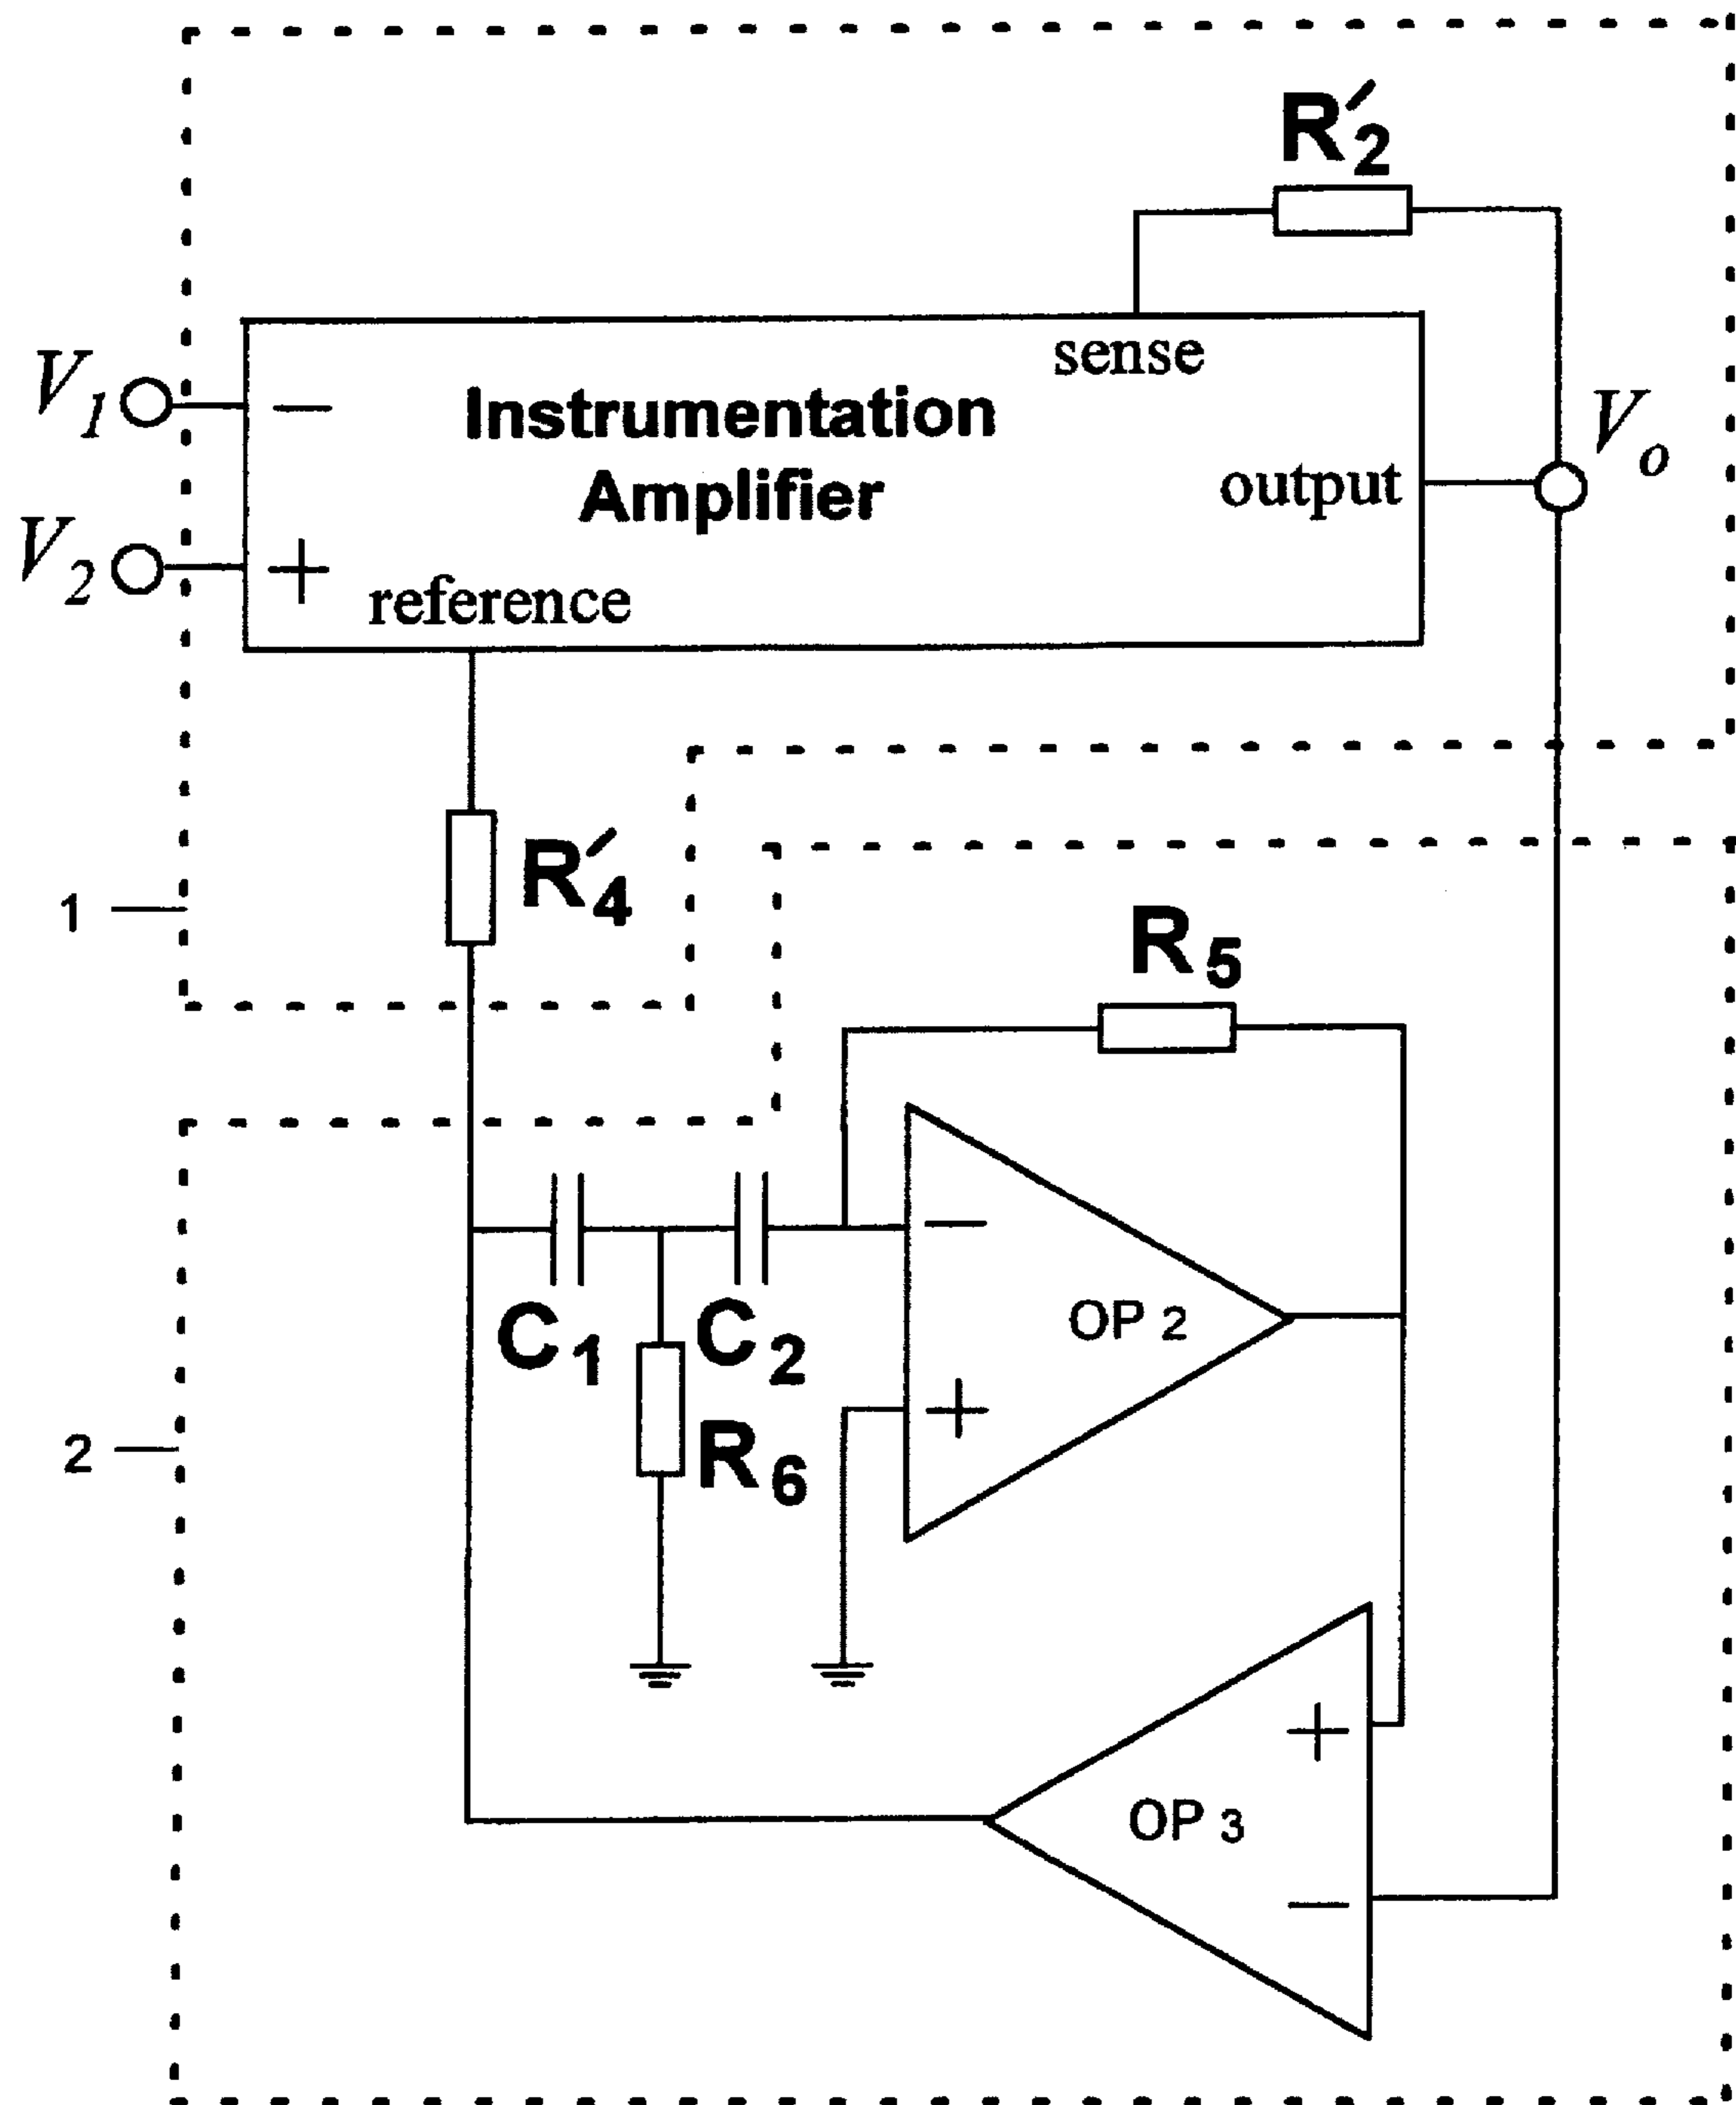 R′2
sense
V1
−
Instrumentation
Amplifier
output
Vo
V2
+
reference
R′4
1
R5
−
C1
C2
OP 2
+
R6
2
+
OP 3
−